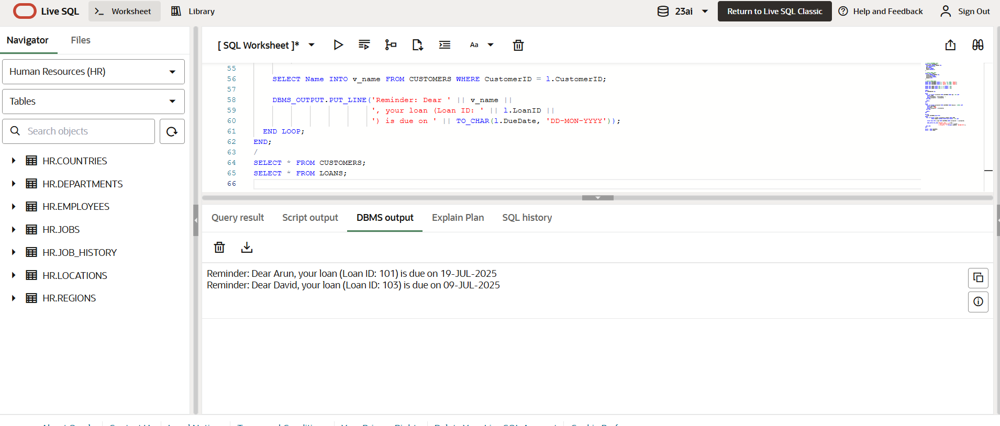 Live SQL
Worksheet
Library
23ai
Return to Live SQL Classic
Help and Feedback
Sign Out
Navigator
Files
Human Resources (HR)
Tables
Search objects
HR.COUNTRIES
HR.DEPARTMENTS
HR.EMPLOYEES
HR.JOBS
HR.JOB_HISTORY
HR.LOCATIONS
HR.REGIONS
[ SQL Worksheet ]*
Aa
55
56 SELECT Name INTO v_name FROM CUSTOMERS WHERE CustomerID = l.CustomerID;
57
58 DBMS_OUTPUT.PUT_LINE('Reminder: Dear ' || v_name ||
59 ', your loan (Loan ID: ' || l.LoanID ||
60 ') is due on ' || TO_CHAR(l.DueDate, 'DD-MON-YYYY'));
61 END LOOP;
62 END;
63 /
64 SELECT * FROM CUSTOMERS;
65 SELECT * FROM LOANS;
66
Query result
Script output
DBMS output
Explain Plan
SQL history
Reminder: Dear Arun, your loan (Loan ID: 101) is due on 19-JUL-2025
Reminder: Dear David, your loan (Loan ID: 103) is due on 09-JUL-2025